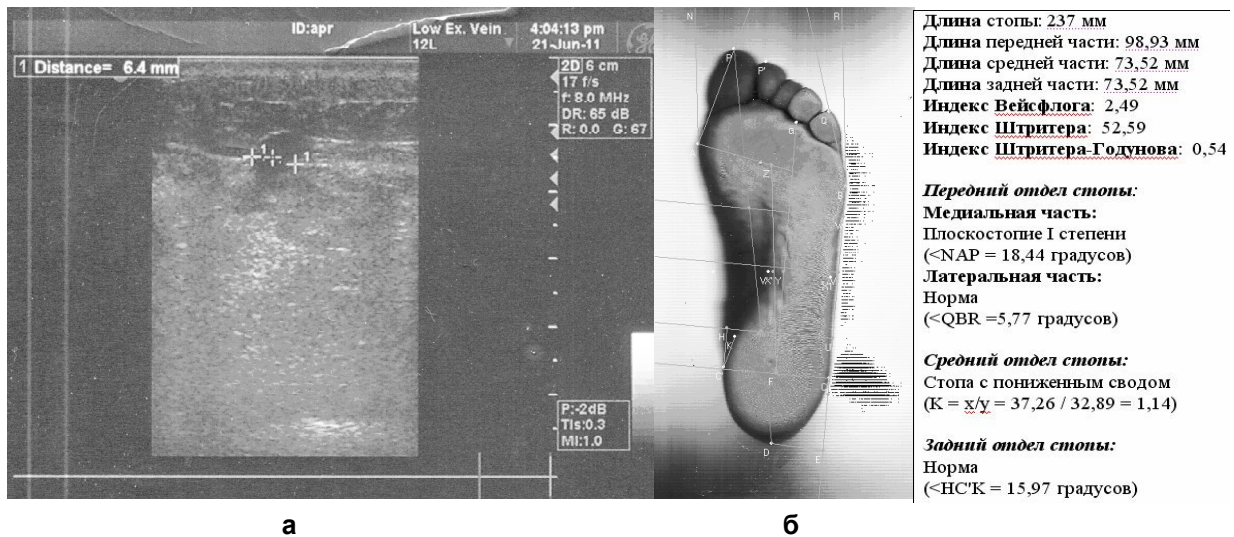 ID:apr
Low Ex. Vein
12L
4:04:13 pm
21-Jun-11
GE
1 Distance= 6.4 mm
2D 6 cm
17 f/s
f: 8.0 MHz
DR: 65 dB
R: 0.0 G: 67
1
1
P:-2dB
TIs:0.3
MI:1.0
а
N
R
P
P'
G
Q
Z
B
V
Y
H
K
F
C
D
E
б
Длина стопы: 237 мм
Длина передней части: 98,93 мм
Длина средней части: 73,52 мм
Длина задней части: 73,52 мм
Индекс Вейсфлога: 2,49
Индекс Штритера: 52,59
Индекс Штритера-Годунова: 0,54
Передний отдел стопы:
Медиальная часть:
Плоскостопие I степени
(<NAP = 18,44 градусов)
Латеральная часть:
Норма
(<QBR =5,77 градусов)
Средний отдел стопы:
Стопа с пониженным сводом
(K = x/y = 37,26 / 32,89 = 1,14)
Задний отдел стопы:
Норма
(<HC'K = 15,97 градусов)